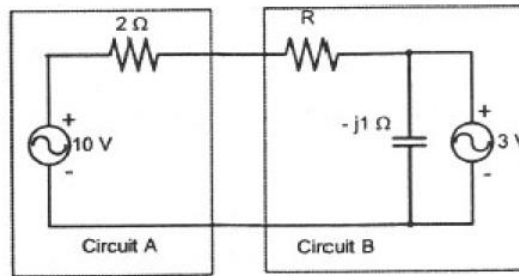 2 Ω
R
+
10 V
-
- j1 Ω
+
3 V
-
Circuit A
Circuit B